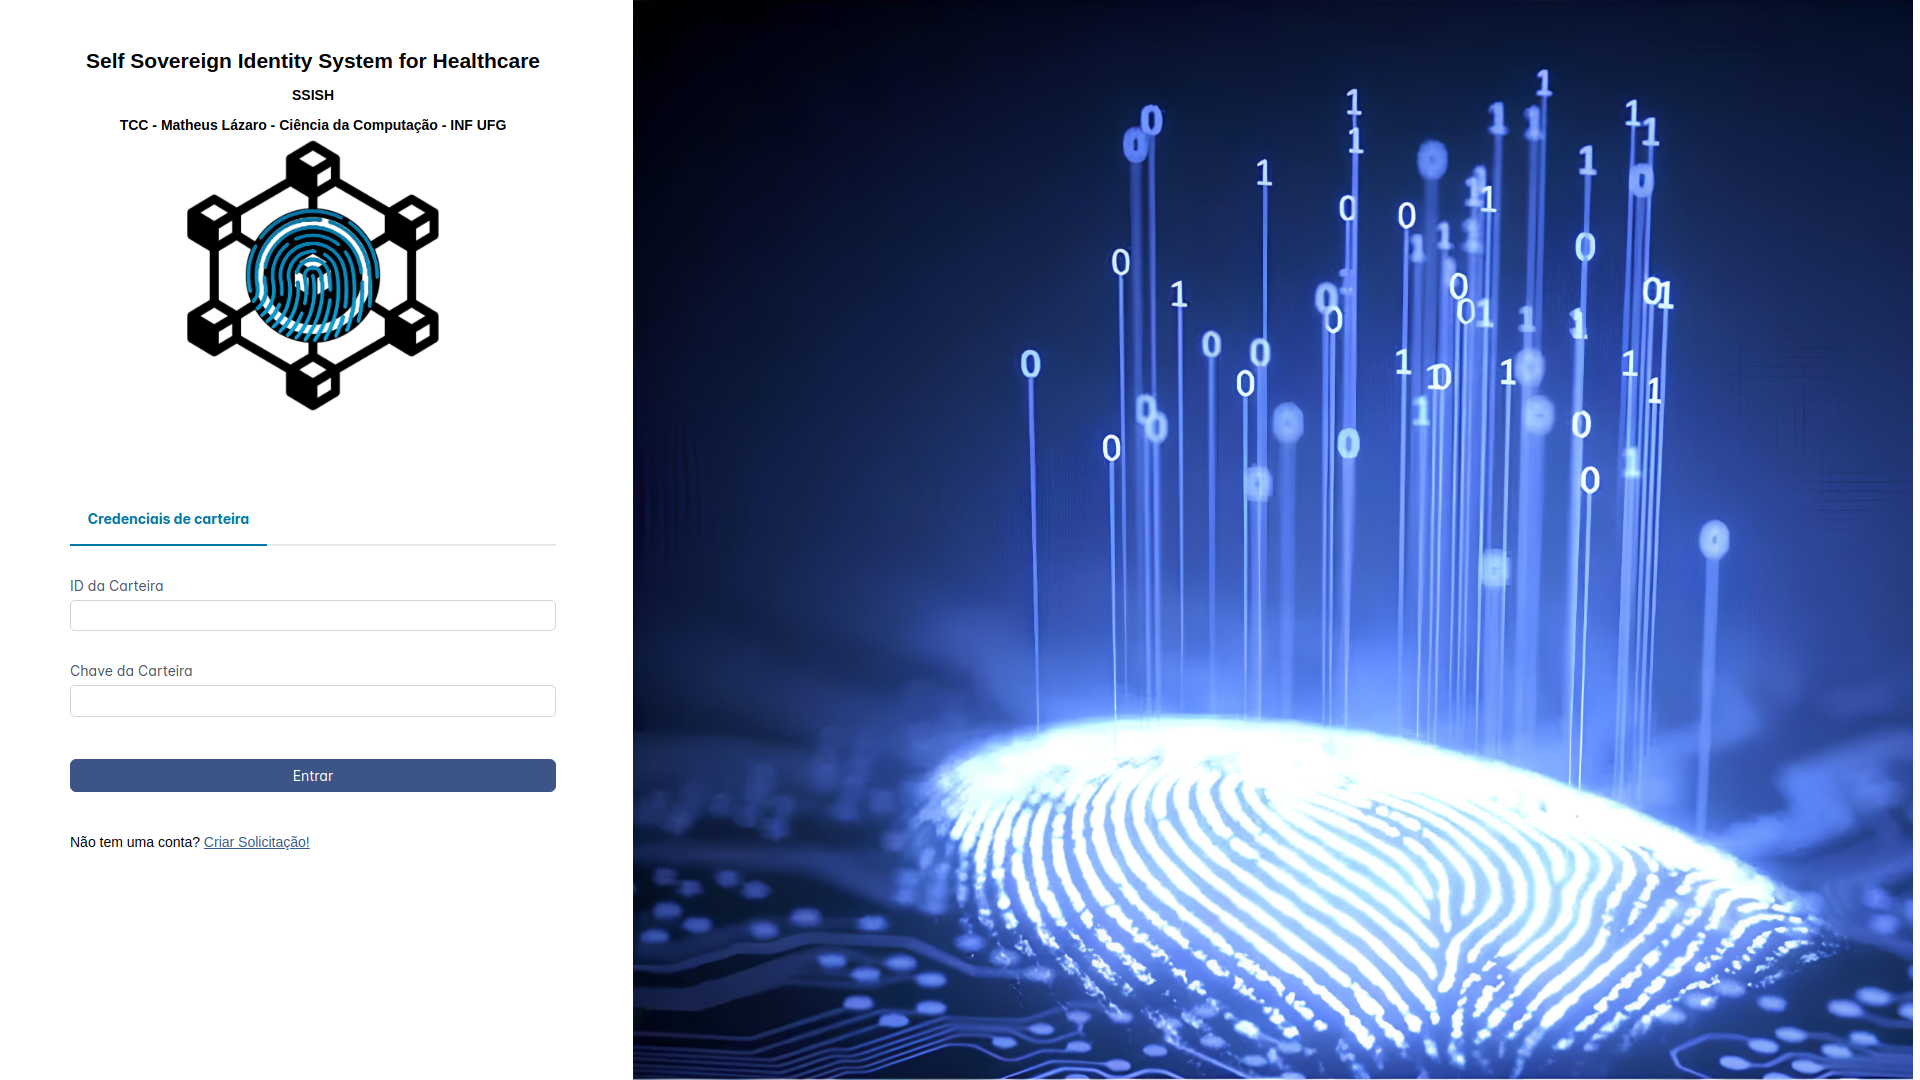 Self Sovereign Identity System for Healthcare
SSISH
TCC - Matheus Lázaro - Ciência da Computação - INF UFG
Credenciais de carteira
ID da Carteira
Chave da Carteira
Entrar
Não tem uma conta? Criar Solicitação!